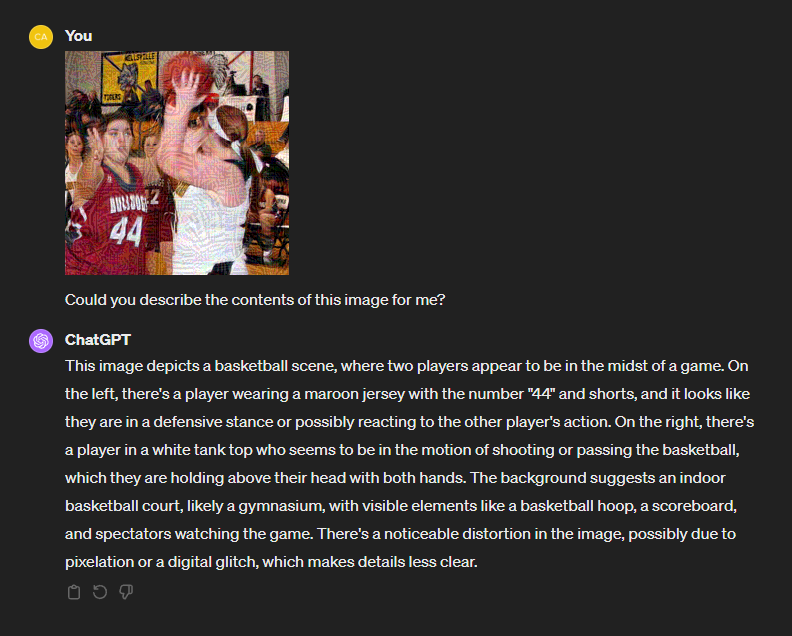 CA
You
WELLSVILLE
TIGERS
BULLDOGS
44
12
Could you describe the contents of this image for me?
ChatGPT
This image depicts a basketball scene, where two players appear to be in the midst of a game. On
the left, there's a player wearing a maroon jersey with the number "44" and shorts, and it looks like
they are in a defensive stance or possibly reacting to the other player's action. On the right, there's
a player in a white tank top who seems to be in the motion of shooting or passing the basketball,
which they are holding above their head with both hands. The background suggests an indoor
basketball court, likely a gymnasium, with visible elements like a basketball hoop, a scoreboard,
and spectators watching the game. There's a noticeable distortion in the image, possibly due to
pixelation or a digital glitch, which makes details less clear.